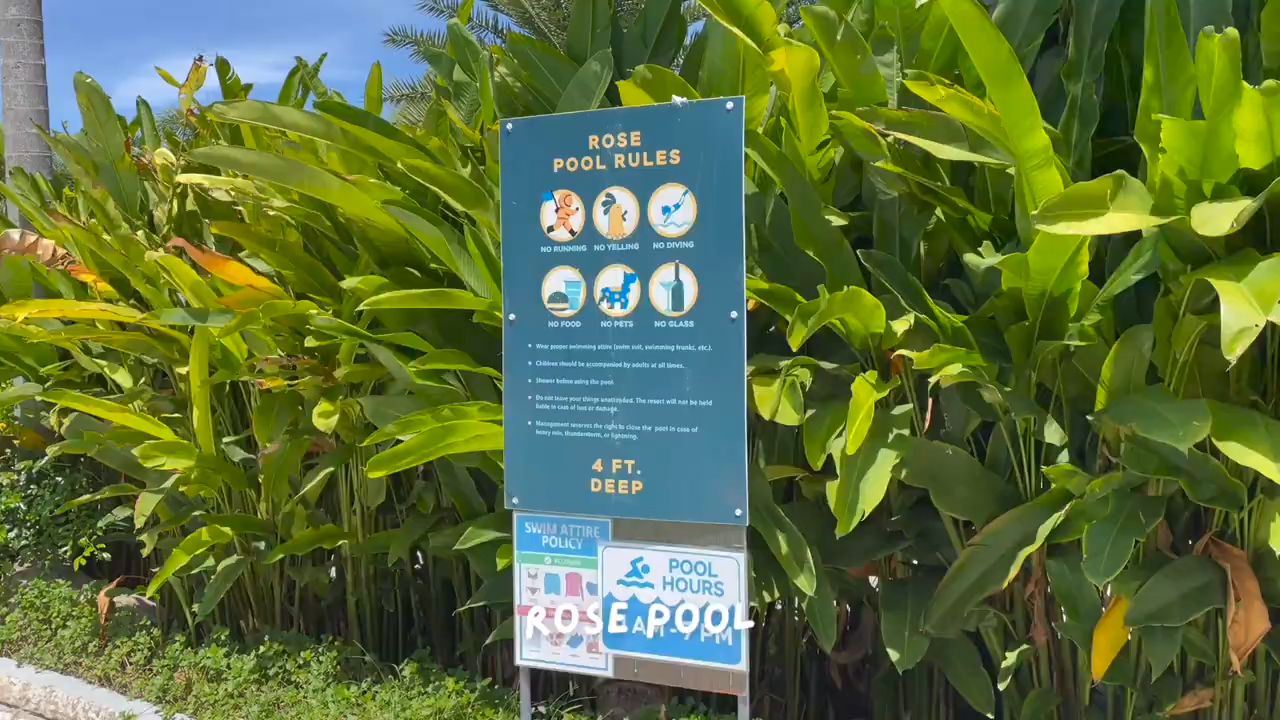 ROSE
POOL RULES
NO RUNNING NO YELLING NO DIVING
NO FOOD NO PETS NO GLASS
Wear proper swimming attire (swim suit, swimming trunks, etc.).
Children should be accompanied by adults at all times.
Shower before using the pool
Do not leave your things unattended. The resort will not be held
liable in case of loss or damage.
Management reserves the right to close the pool in case of
heavy rain, thunderstorm, or lightning.
4 FT.
DEEP
SWIM ATTIRE
POLICY
POOL
HOURS
AM-7 PM
ROSE POOL